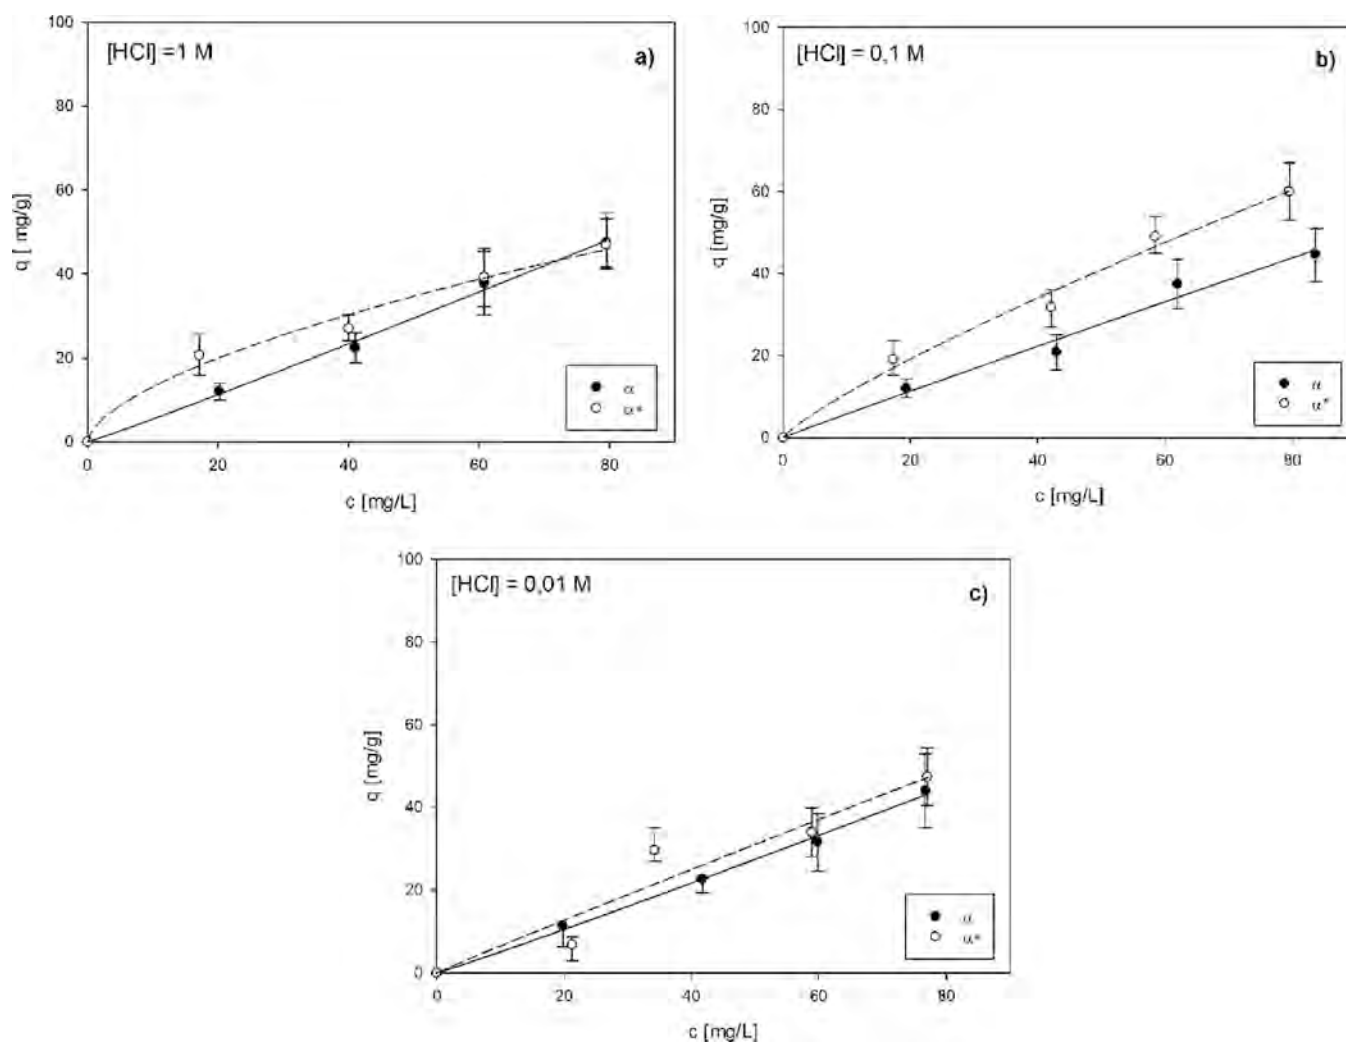 [HCl] =1 M
a)
100
80
60
40
20
0
q [ mg/g]
0 20 40 60 80
c [mg/L]
α
α*
[HCl] = 0,1 M
b)
100
80
60
40
20
0
q [mg/g]
0 20 40 60 80
c [mg/L]
α
α*
[HCl] = 0,01 M
c)
100
80
60
40
20
0
q [mg/g]
0 20 40 60 80
c [mg/L]
α
α*